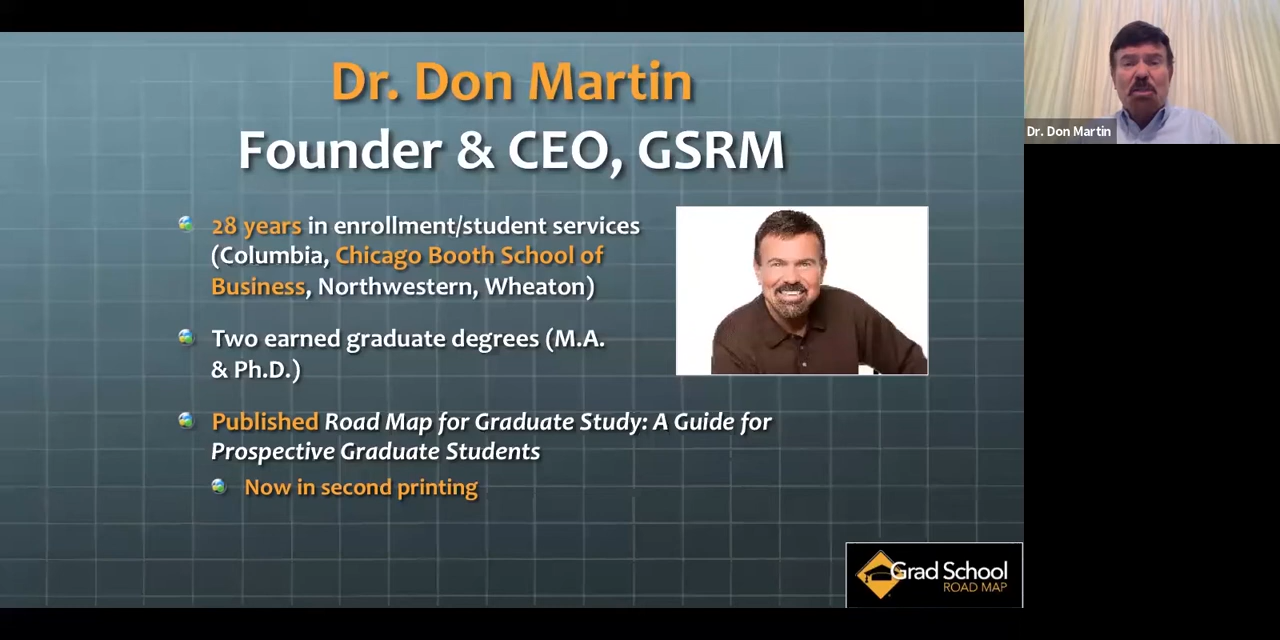 Dr. Don Martin
Founder & CEO, GSRM
28 years in enrollment/student services
(Columbia, Chicago Booth School of
Business, Northwestern, Wheaton)
Two earned graduate degrees (M.A.
& Ph.D.)
Published Road Map for Graduate Study: A Guide for
Prospective Graduate Students
Now in second printing
Grad School
ROAD MAP
Dr. Don Martin